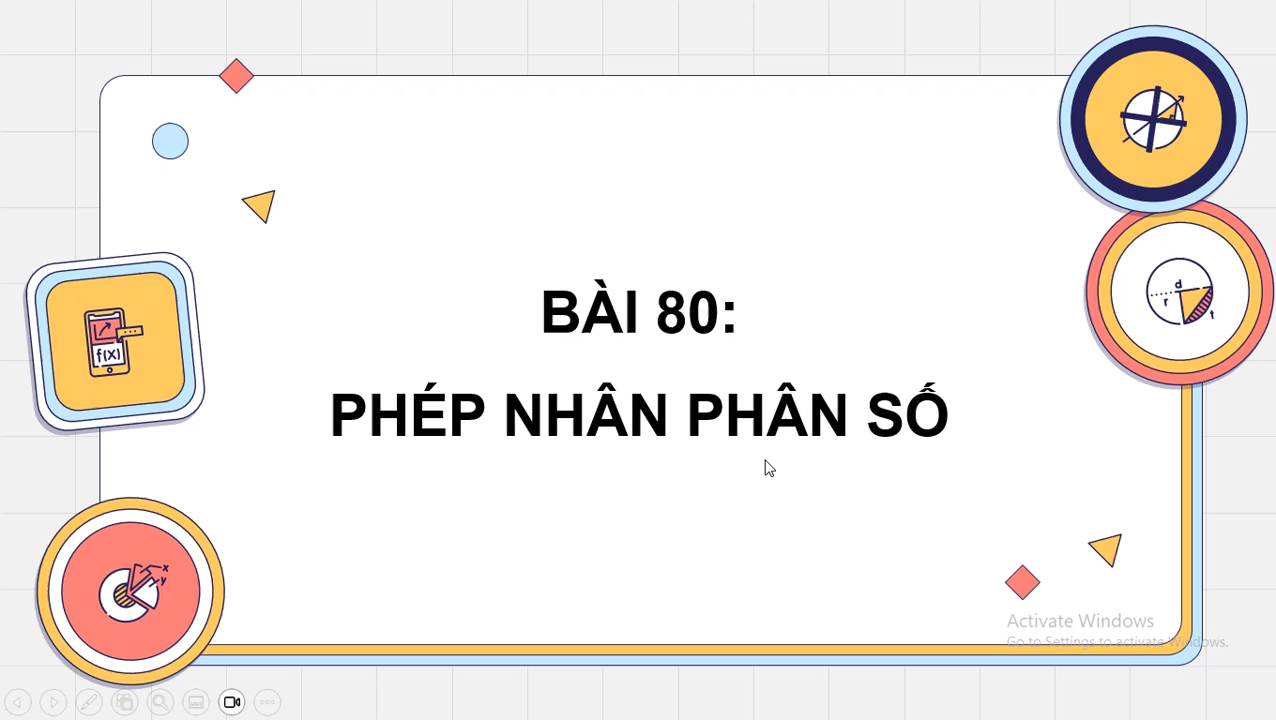 BÀI 80:
PHÉP NHÂN PHÂN SỐ
d
r
t
f(X)
x
y
Activate Windows
Go to Settings to activate Windows.